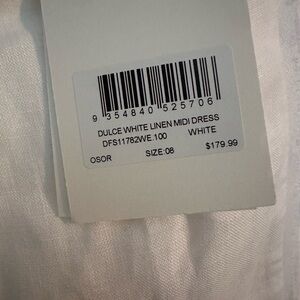 9 354840 525706
DULCE WHITE LINEN MIDI DRESS
DFS11782WE.100 WHITE
OSOR SIZE:08 $179.99